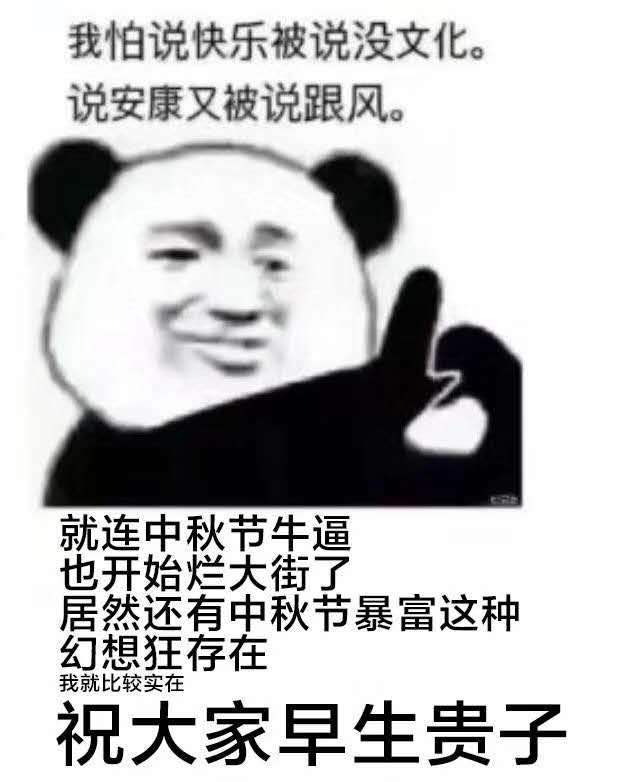 我怕说快乐被说没文化。
说安康又被说跟风。
就连中秋节牛逼
也开始烂大街了
居然还有中秋节暴富这种
幻想狂存在
我就比较实在
祝大家早生贵子